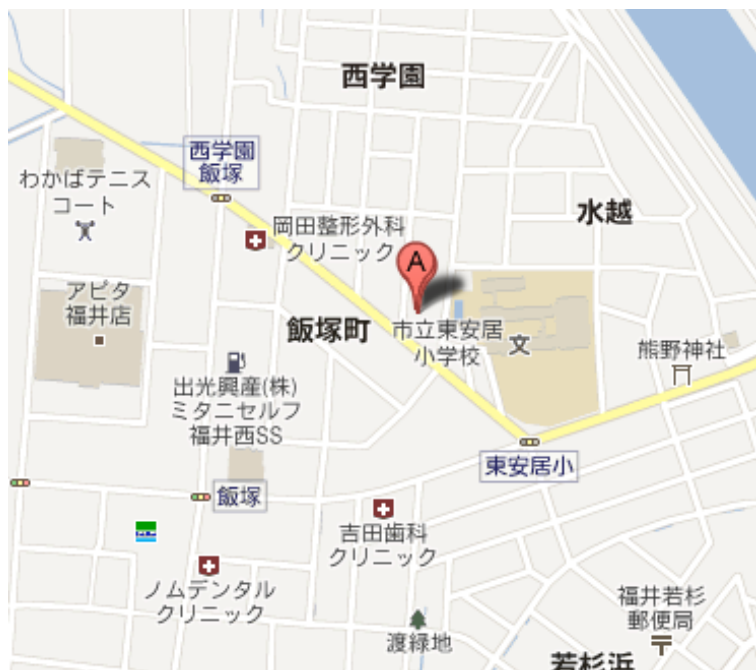 西学園
西学園
飯塚
わかばテニス
コート
水越
岡田整形外科
クリニック
A
アピタ
福井店
飯塚町
市立東安居
小学校
文
熊野神社
出光興産(株)
ミタニセルフ
福井西SS
東安居小
飯塚
吉田歯科
クリニック
ノムデンタル
クリニック
福井若杉
郵便局
渡緑地
若杉浜